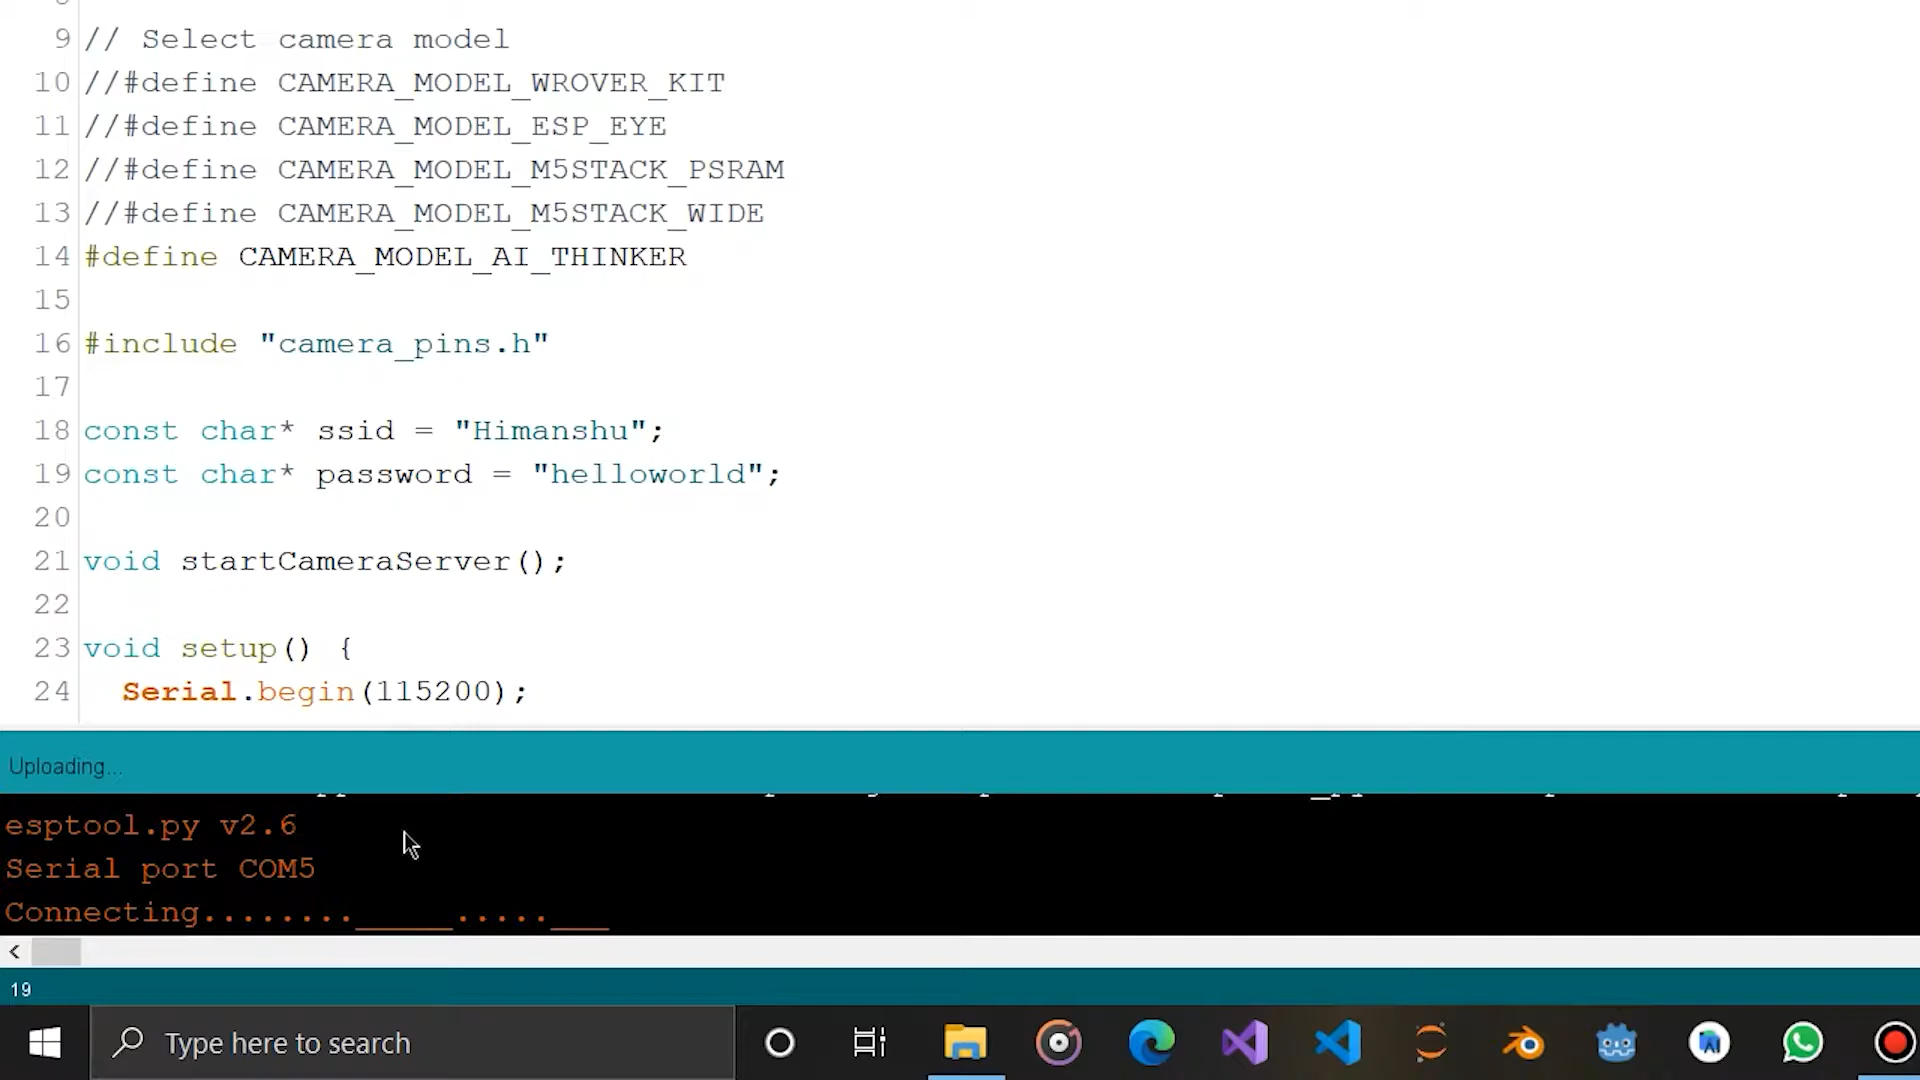 9 // Select camera model
10 //#define CAMERA_MODEL_WROVER_KIT
11 //#define CAMERA_MODEL_ESP_EYE
12 //#define CAMERA_MODEL_M5STACK_PSRAM
13 //#define CAMERA_MODEL_M5STACK_WIDE
14 #define CAMERA_MODEL_AI_THINKER
15
16 #include "camera_pins.h"
17
18 const char* ssid = "Himanshu";
19 const char* password = "helloworld";
20
21 void startCameraServer();
22
23 void setup() {
24   Serial.begin(115200);
Uploading...
esptool.py v2.6
Serial port COM5
Connecting........_____.....___
19
Type here to search